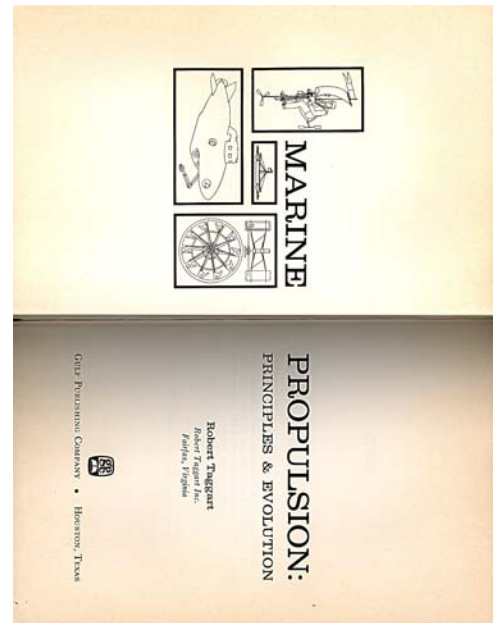 MARINE
PROPULSION:
PRINCIPLES & EVOLUTION
Robert Taggart
Robert Taggart Inc.
Fairfax, Virginia
GULF PUBLISHING COMPANY • HOUSTON, TEXAS